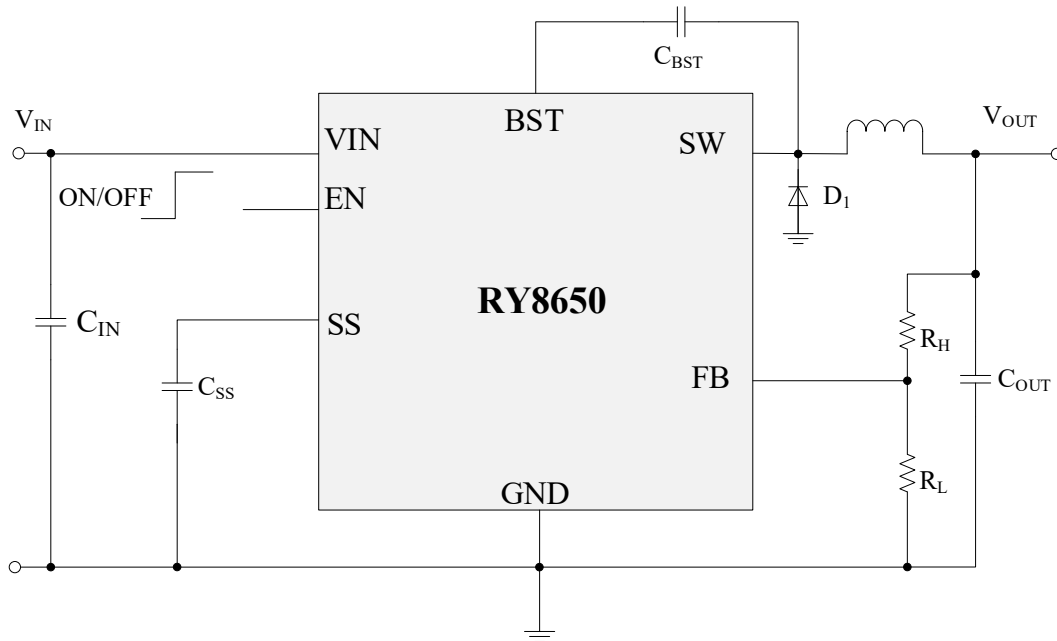 C_BST
V_IN
BST
V_OUT
VIN
SW
ON/OFF
EN
D_1
RY8650
C_IN
SS
R_H
C_SS
FB
C_OUT
R_L
GND